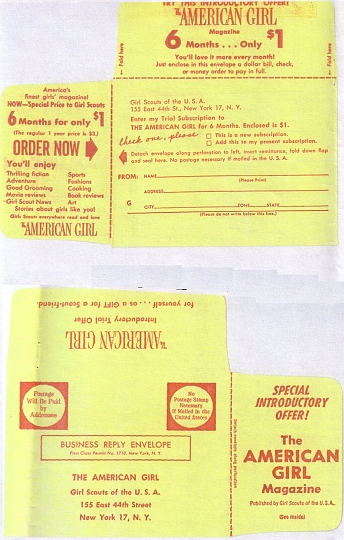 TRY THIS INTRODUCTORY OFFER!
THE AMERICAN GIRL
Magazine
6 Months . . . Only $1
You'll love it more every month!
Just enclose in this envelope a dollar bill, check,
or money order to pay in full.
Fold here
Fold here
America's
finest girls' magazine!
NOW—Special Price to Girl Scouts
6 Months for only $1
(The regular 1 year price is $3.)
ORDER NOW
You'll enjoy
Thrilling fiction Sports
Adventure Fashions
Good Grooming Cooking
Movie reviews Book reviews
Girl Scout News Art
Stories about girls like you!
Girls Scouts everywhere read and love
THE AMERICAN GIRL
Girl Scouts of the U. S. A.
155 East 44th St., New York 17, N. Y.
Enter my Trial Subscription to
THE AMERICAN GIRL for 6 Months. Enclosed is $1.
Check one, please
This is a new subscription.
Add this to my present subscription.
Detach envelope along perforation to left, insert remittance, fold down flap
and seal here. No postage necessary if mailed in the U. S. A.
FROM: NAME
(Please Print)
ADDRESS
G CITY ZONE STATE
(Please do not write below this line.)
for yourself . . . or as a GIFT for a Scout-friend.
Introductory Trial Offer
THE AMERICAN GIRL
Postage
Will Be Paid
by
Addressee
No
Postage Stamp
Necessary
If Mailed in the
United States
BUSINESS REPLY ENVELOPE
First Class Permit No. 3710, New York, N. Y.
THE AMERICAN GIRL
Girl Scouts of the U. S. A.
155 East 44th Street
New York 17, N. Y.
SPECIAL
INTRODUCTORY
OFFER!
The
AMERICAN
GIRL
Magazine
Published by Girl Scouts of the U.S.A.
(See inside)